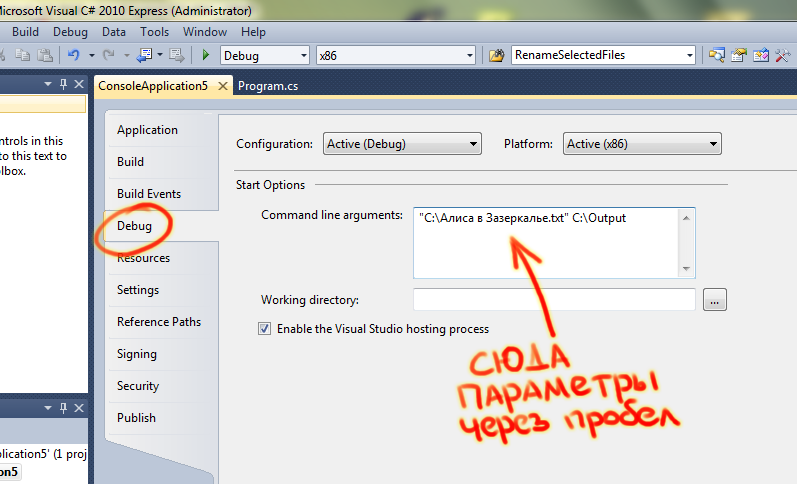 Microsoft Visual C# 2010 Express (Administrator)
Build Debug Data Tools Window Help
Debug x86 RenameSelectedFiles
ConsoleApplication5 Program.cs
ntrols in this
to this text to
lbox.
Application
Build
Build Events
Debug
Resources
Settings
Reference Paths
Signing
Security
Publish
Configuration: Active (Debug) Platform: Active (x86)
Start Options
Command line arguments: "C:\Алиса в Зазеркалье.txt" C:\Output
Working directory: ...
Enable the Visual Studio hosting process
СЮДА
ПАРАМЕТРЫ
через пробел
plication5' (1 proj
on5